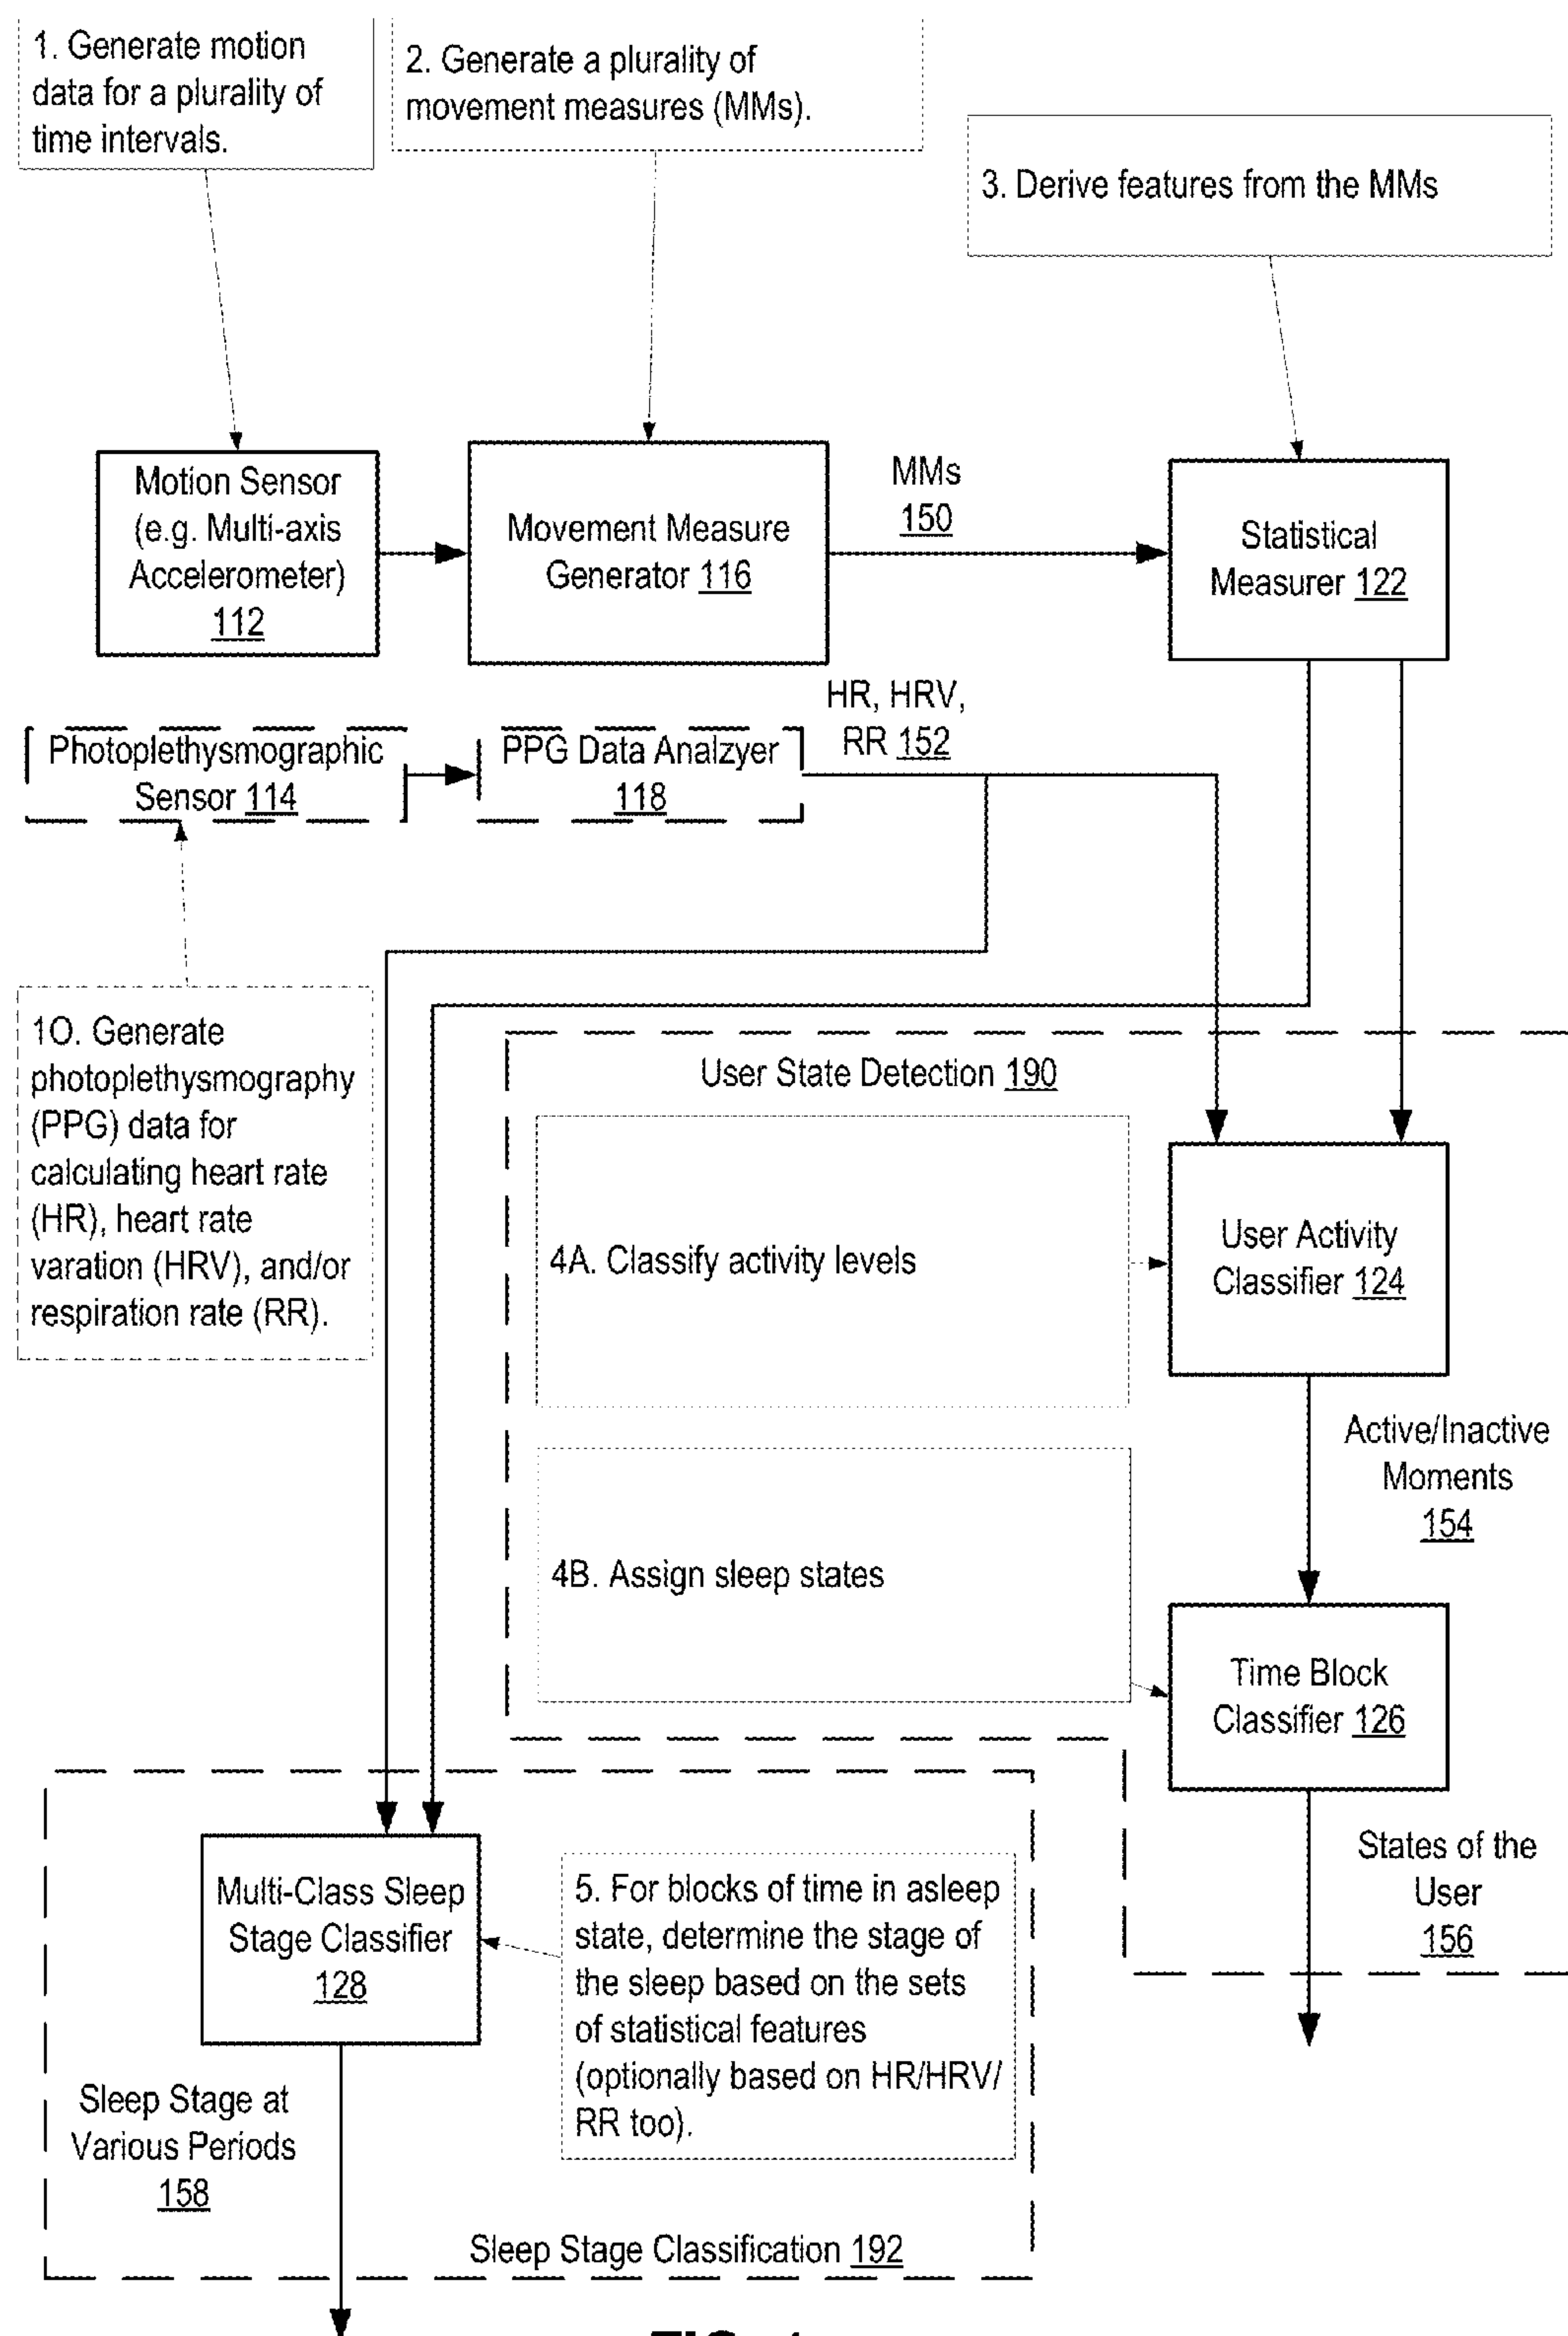 1. Generate motion
data for a plurality of
time intervals.
2. Generate a plurality of
movement measures (MMs).
3. Derive features from the MMs
Motion Sensor
(e.g. Multi-axis
Accelerometer)
112
Movement Measure
Generator 116
MMs
150
Statistical
Measurer 122
HR, HRV,
RR 152
Photoplethysmographic
Sensor 114
PPG Data Analzyer
118
1O. Generate
photoplethysmography
(PPG) data for
calculating heart rate
(HR), heart rate
varation (HRV), and/or
respiration rate (RR).
User State Detection 190
4A. Classify activity levels
User Activity
Classifier 124
Active/Inactive
Moments
154
4B. Assign sleep states
Time Block
Classifier 126
States of the
User
156
Multi-Class Sleep
Stage Classifier
128
5. For blocks of time in asleep
state, determine the stage of
the sleep based on the sets
of statistical features
(optionally based on HR/HRV/
RR too).
Sleep Stage at
Various Periods
158
Sleep Stage Classification 192